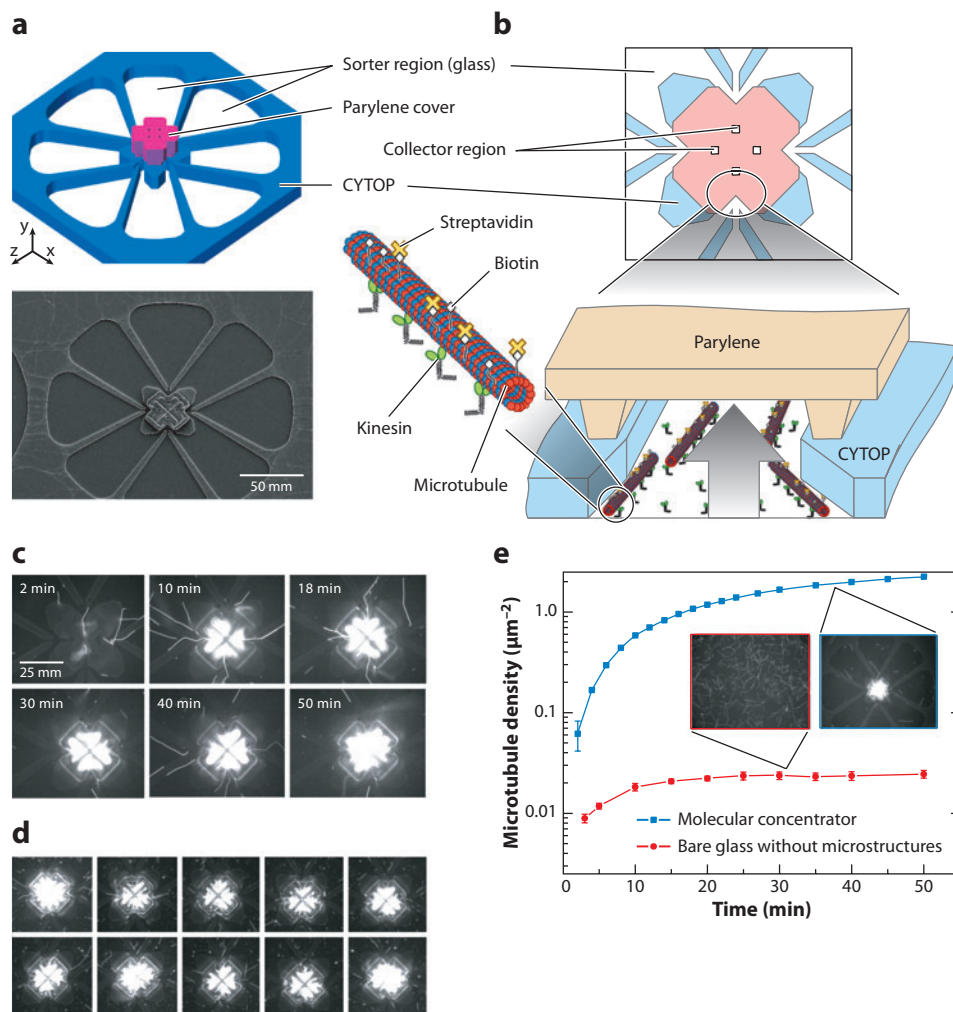 a
Sorter region (glass)
Parylene cover
Collector region
CYTOP
y
z
x
50 mm
b
Streptavidin
Biotin
Kinesin
Microtubule
Parylene
CYTOP
c
2 min
10 min
18 min
25 mm
30 min
40 min
50 min
d
e
Microtubule density (μm⁻²)
1.0
0.1
0.01
Molecular concentrator
Bare glass without microstructures
0
10
20
30
40
50
Time (min)